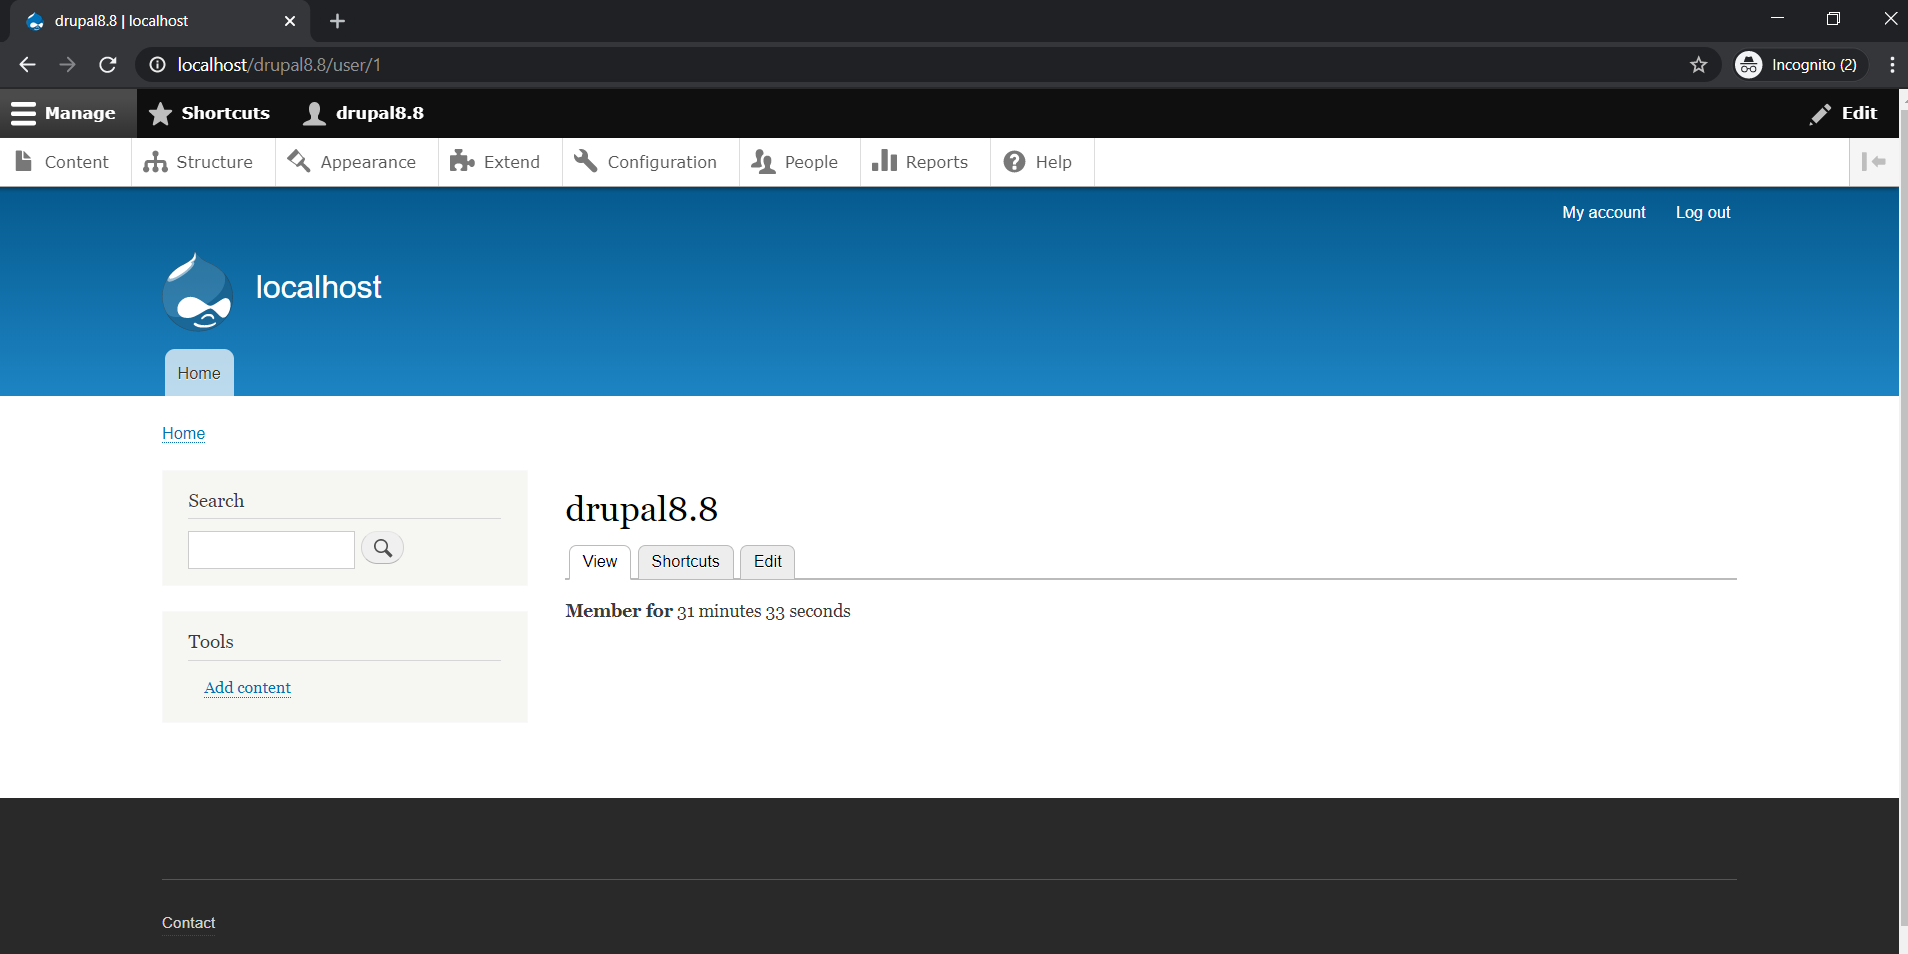 drupal8.8 | localhost
localhost/drupal8.8/user/1
Incognito (2)
Manage Shortcuts drupal8.8 Edit
Content Structure Appearance Extend Configuration People Reports Help
My account Log out
localhost
Home
Home
Search
drupal8.8
View Shortcuts Edit
Member for 31 minutes 33 seconds
Tools
Add content
Contact